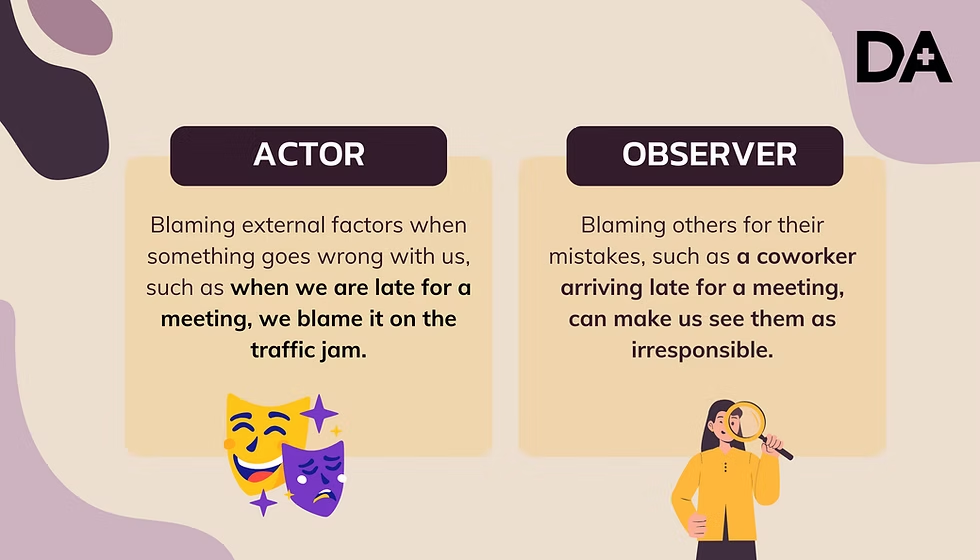 DA
ACTOR
Blaming external factors when
something goes wrong with us,
such as when we are late for a
meeting, we blame it on the
traffic jam.
OBSERVER
Blaming others for their
mistakes, such as a coworker
arriving late for a meeting,
can make us see them as
irresponsible.